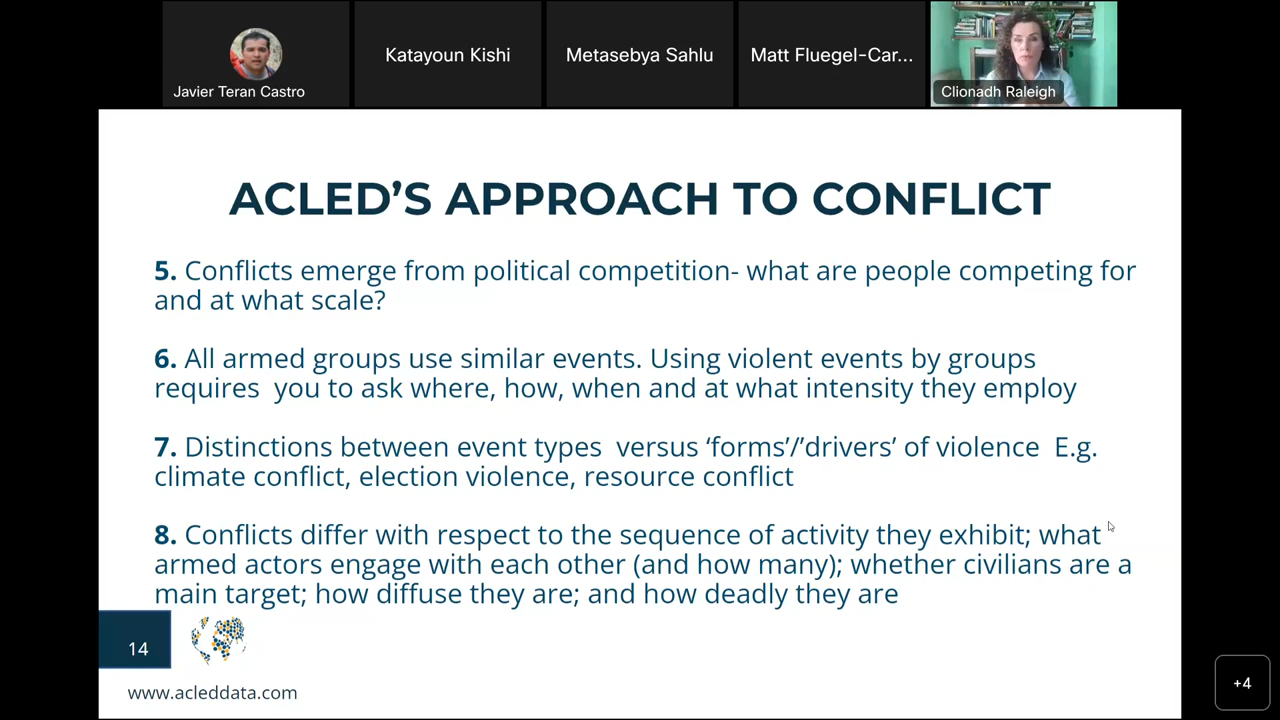 Javier Teran Castro
Katayoun Kishi
Metasebya Sahlu
Matt Fluegel-Car...
Clionadh Raleigh
ACLED’S APPROACH TO CONFLICT
5. Conflicts emerge from political competition- what are people competing for
and at what scale?
6. All armed groups use similar events. Using violent events by groups
requires  you to ask where, how, when and at what intensity they employ
7. Distinctions between event types  versus ‘forms’/’drivers’ of violence  E.g.
climate conflict, election violence, resource conflict
8. Conflicts differ with respect to the sequence of activity they exhibit; what
armed actors engage with each other (and how many); whether civilians are a
main target; how diffuse they are; and how deadly they are
14
www.acleddata.com
+4